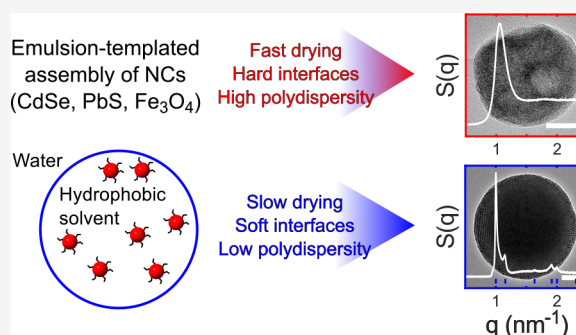 Emulsion-templated
assembly of NCs
(CdSe, PbS, Fe₃O₄)
Fast drying
Hard interfaces
High polydispersity
S(q)
1 2
Water
Hydrophobic
solvent
Slow drying
Soft interfaces
Low polydispersity
S(q)
1 2
q (nm⁻¹)